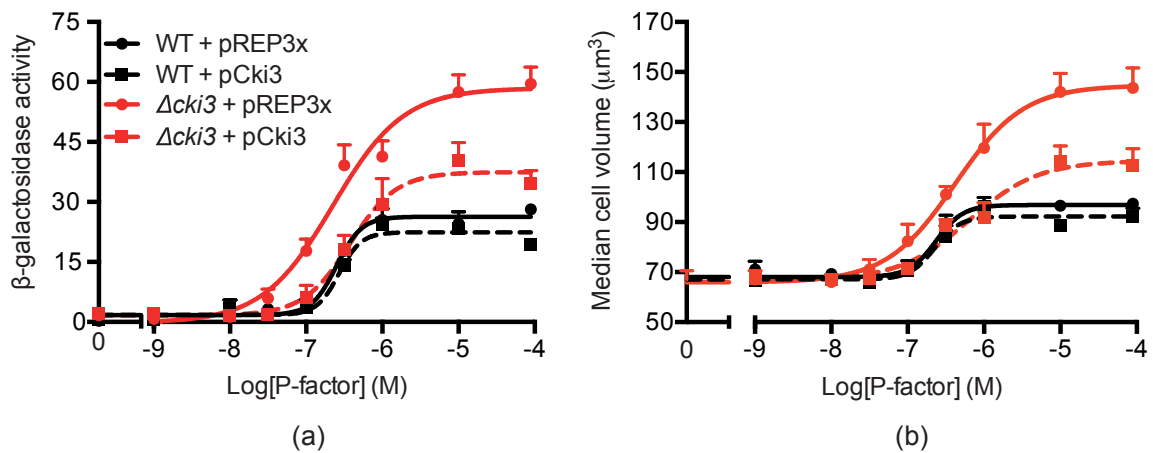 β-galactosidase activity
75
60
45
30
15
0
WT + pREP3x
WT + pCki3
Δcki3 + pREP3x
Δcki3 + pCki3
0 -9 -8 -7 -6 -5 -4
Log[P-factor] (M)
(a)
Median cell volume (μm³)
170
150
130
110
90
70
50
0 -9 -8 -7 -6 -5 -4
Log[P-factor] (M)
(b)